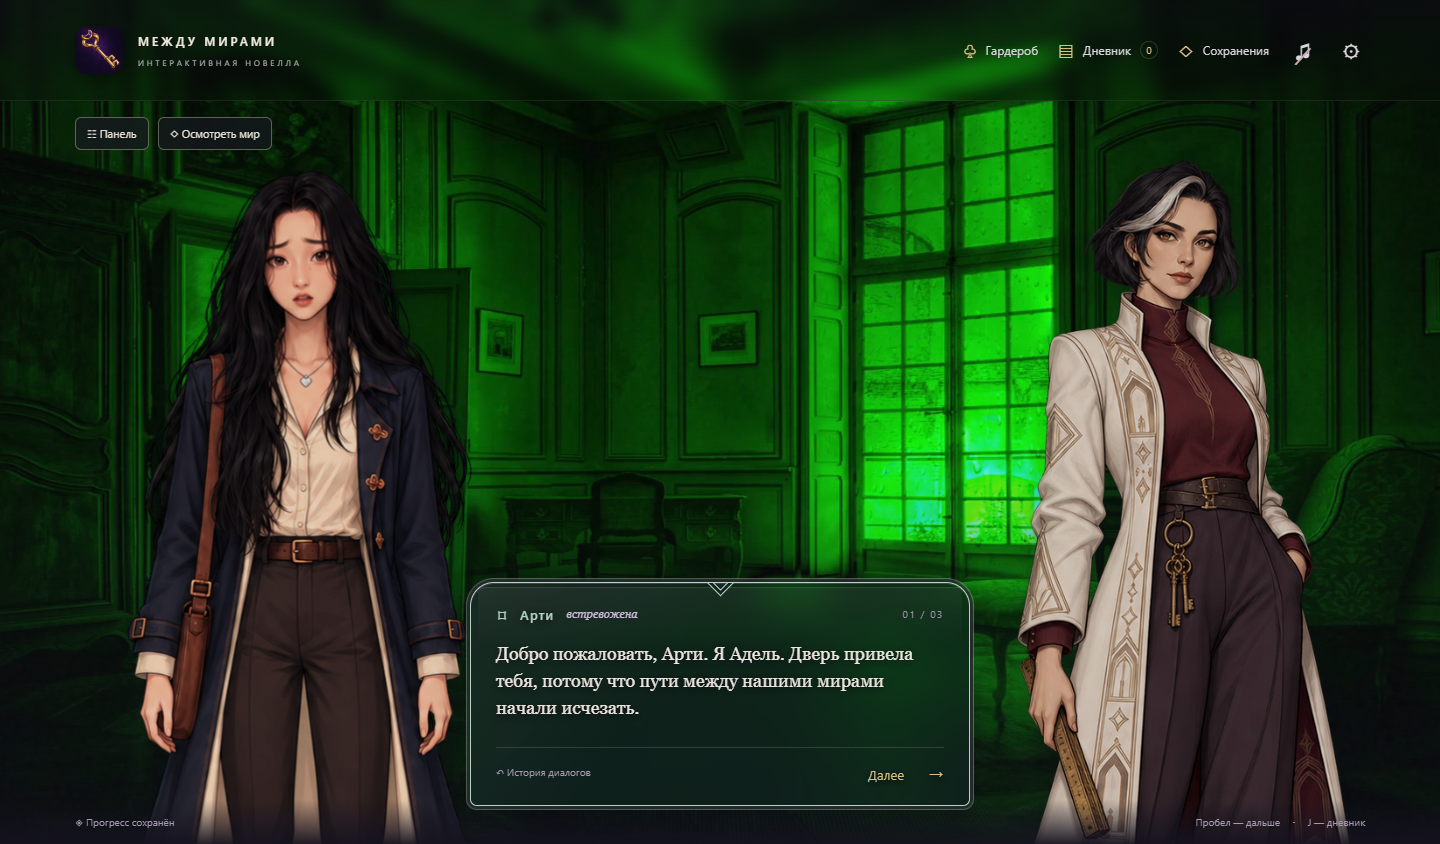 МЕЖДУ МИРАМИ
ИНТЕРАКТИВНАЯ НОВЕЛЛА
Гардероб
Дневник 0
Сохранения
Панель
Осмотреть мир
Арти встревожена 01 / 03
Добро пожаловать, Арти. Я Адель. Дверь привела
тебя, потому что пути между нашими мирами
начали исчезать.
История диалогов
Далее →
Прогресс сохранён
Пробел — дальше · J — дневник